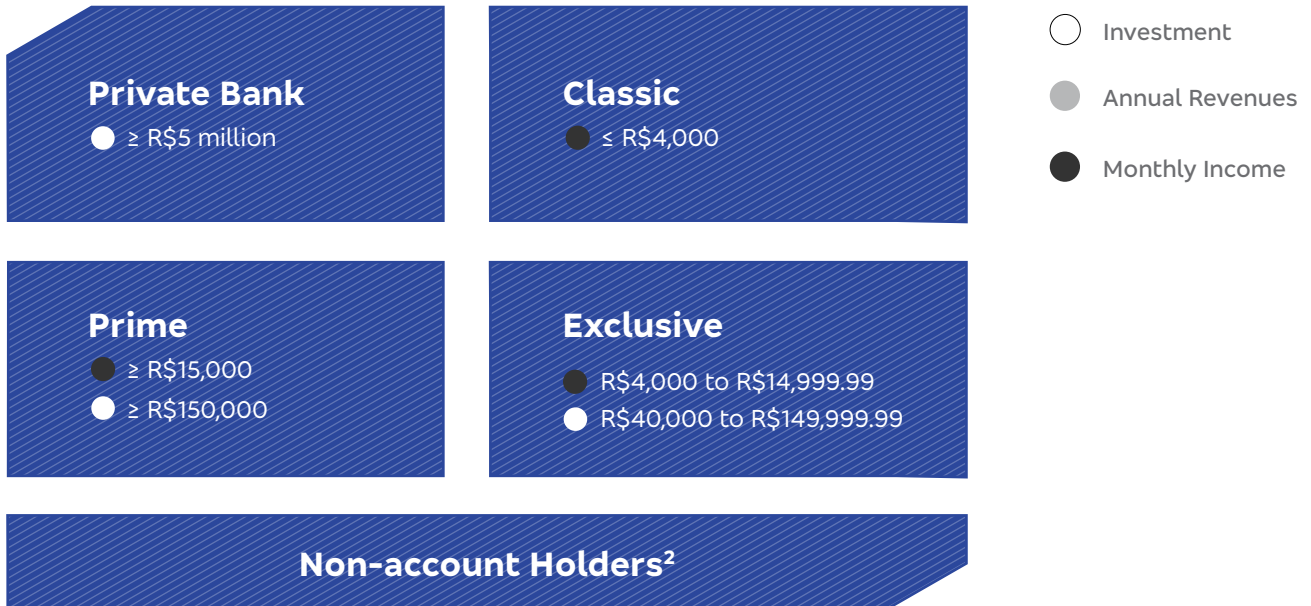 Private Bank
≥ R$5 million
Classic
≤ R$4,000
Investment
Annual Revenues
Monthly Income
Prime
≥ R$15,000
≥ R$150,000
Exclusive
R$4,000 to R$14,999.99
R$40,000 to R$149,999.99
Non-account Holders²